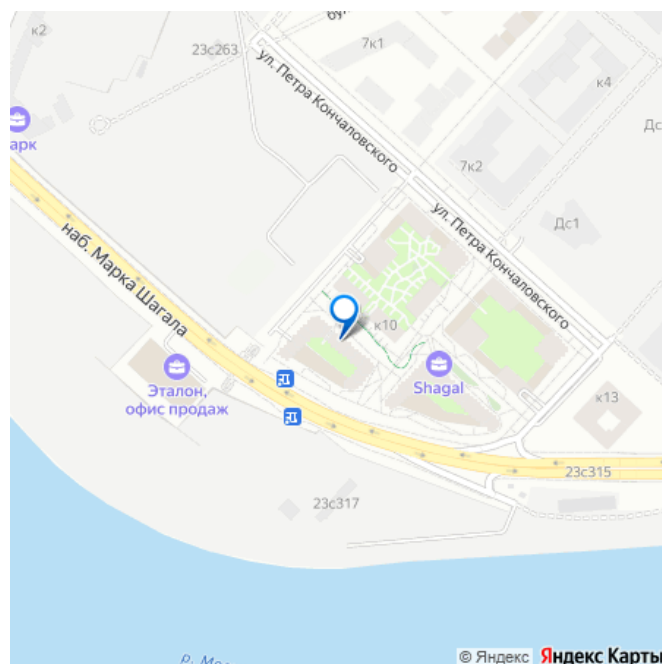 к2
23с263
7к1
к4
ул. Петра Кончаловского
арк
7к2
Дс
ул. Петра Кончаловского
Дс1
наб. Марка Шагала
к10
Эталон,
офис продаж
Shagal
к13
23с315
23с317
р. Мо
© Яндекс Яндекс Карты